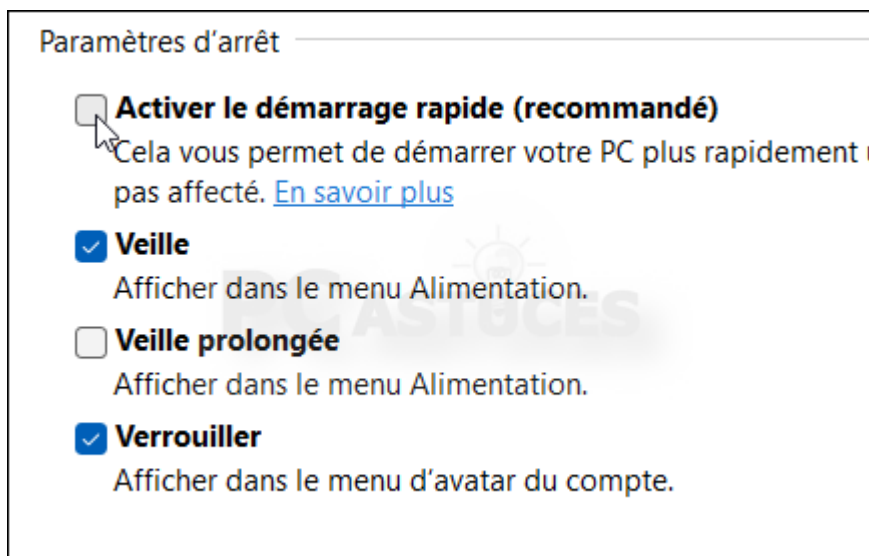 Paramètres d’arrêt
Activer le démarrage rapide (recommandé)
Cela vous permet de démarrer votre PC plus rapidement
pas affecté. En savoir plus
Veille
Afficher dans le menu Alimentation.
PC ASTUCES
Veille prolongée
Afficher dans le menu Alimentation.
Verrouiller
Afficher dans le menu d’avatar du compte.